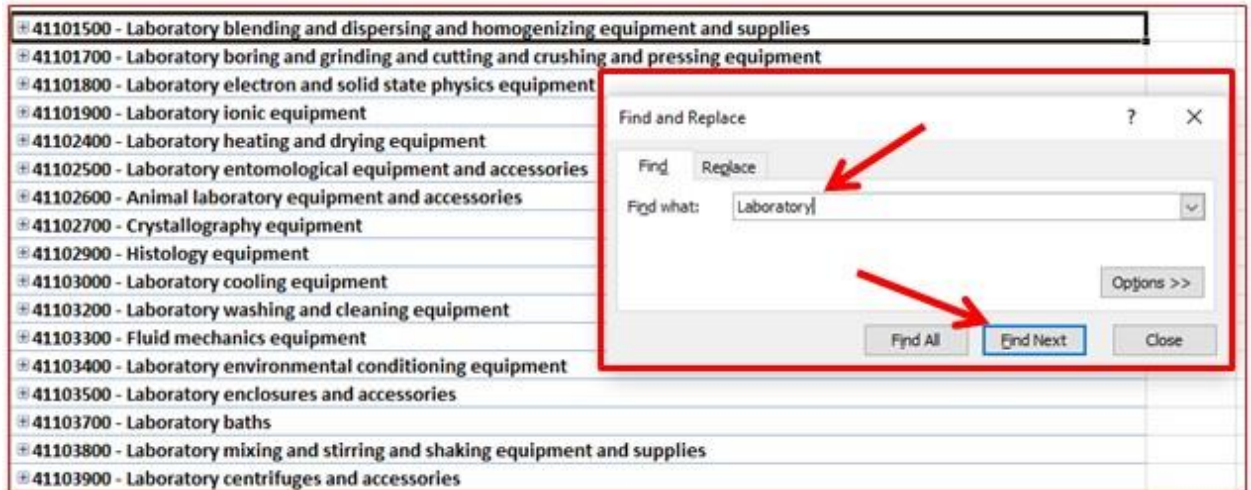 41101500 - Laboratory blending and dispersing and homogenizing equipment and supplies
41101700 - Laboratory boring and grinding and cutting and crushing and pressing equipment
41101800 - Laboratory electron and solid state physics equipment
41101900 - Laboratory ionic equipment
41102400 - Laboratory heating and drying equipment
41102500 - Laboratory entomological equipment and accessories
41102600 - Animal laboratory equipment and accessories
41102700 - Crystallography equipment
41102900 - Histology equipment
41103000 - Laboratory cooling equipment
41103200 - Laboratory washing and cleaning equipment
41103300 - Fluid mechanics equipment
41103400 - Laboratory environmental conditioning equipment
41103500 - Laboratory enclosures and accessories
41103700 - Laboratory baths
41103800 - Laboratory mixing and stirring and shaking equipment and supplies
41103900 - Laboratory centrifuges and accessories
Find and Replace ?
Find Replace
Find what: Laboratory
Options >>
Find All Find Next Close